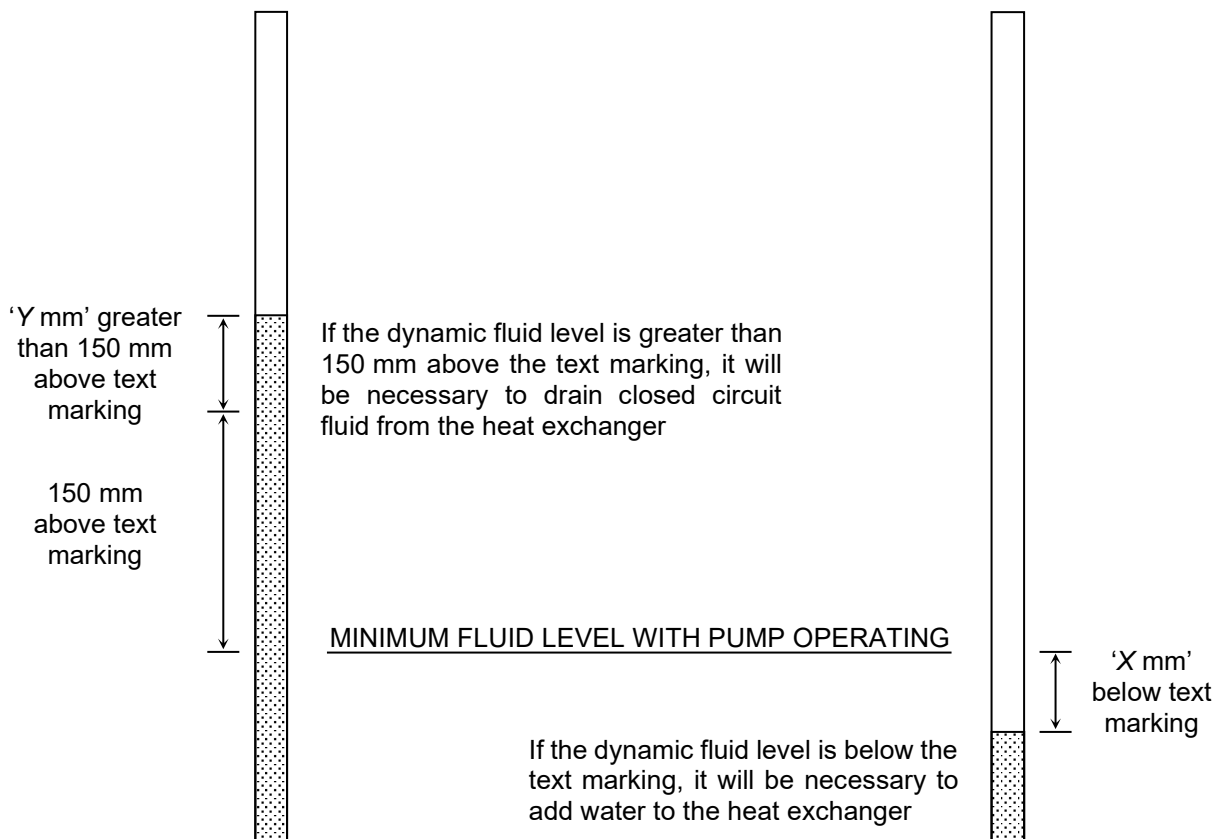 ‘Y mm’ greater
than 150 mm
above text
marking
If the dynamic fluid level is greater than
150 mm above the text marking, it will
be necessary to drain closed circuit
fluid from the heat exchanger
150 mm
above text
marking
MINIMUM FLUID LEVEL WITH PUMP OPERATING
‘X mm’
below text
marking
If the dynamic fluid level is below the
text marking, it will be necessary to
add water to the heat exchanger